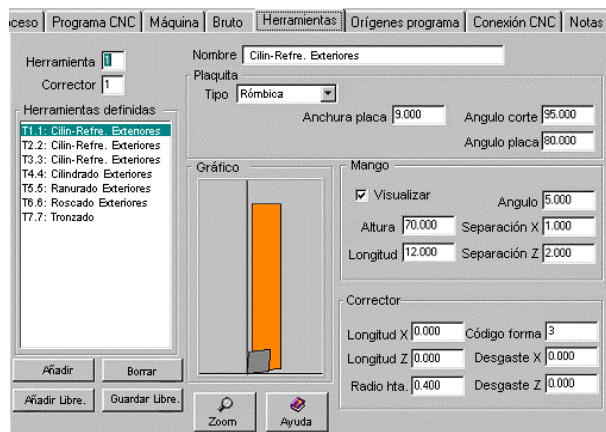 oceso Programa CNC Máquina Bruto Herramientas Orígenes programa Conexión CNC Notas
Herramienta 1
Corrector 1
Herramientas definidas
T1.1: Cilin-Refre. Exteriores
T2.2: Cilin-Refre. Exteriores
T3.3: Cilin-Refre. Exteriores
T4.4: Cilindrado Exteriores
T5.5: Ranurado Exteriores
T6.6: Roscado Exteriores
T7.7: Tronzado
Añadir Borrar
Añadir Libre. Guardar Libre.
Nombre Cilin-Refre. Exteriores
Plaquita
Tipo Rómbica
Anchura placa 9.000 Angulo corte 95.000
Angulo placa 80.000
Gráfico
Zoom Ayuda
Mango
Visualizar Angulo 5.000
Altura 70.000 Separación X 1.000
Longitud 12.000 Separación Z 2.000
Corrector
Longitud X 0.000 Código forma 3
Longitud Z 0.000 Desgaste X 0.000
Radio hta. 0.400 Desgaste Z 0.000